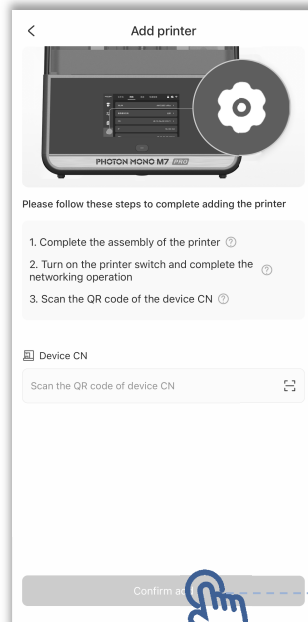 Add printer
PHOTON MONO M7 PRO
Please follow these steps to complete adding the printer
1. Complete the assembly of the printer
2. Turn on the printer switch and complete the
networking operation
3. Scan the QR code of the device CN
Device CN
Scan the QR code of device CN
Confirm